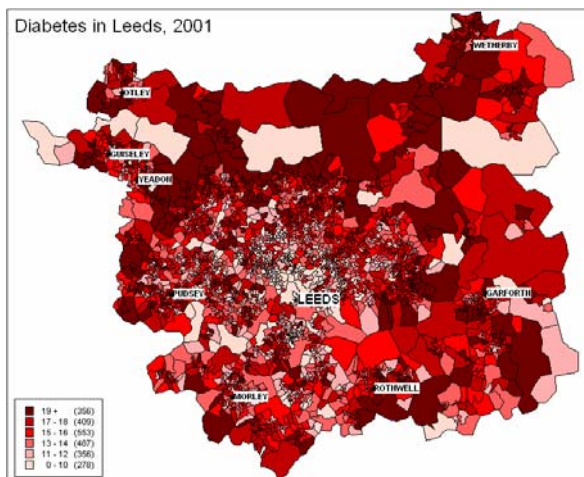 Diabetes in Leeds, 2001
WETHERBY
OTLEY
GUISELEY
YEADON
PUDSEY
LEEDS
GARFORTH
MORLEY
ROTHWELL
19 + (356)
17 - 18 (409)
15 - 16 (553)
13 - 14 (487)
11 - 12 (356)
0 - 10 (278)